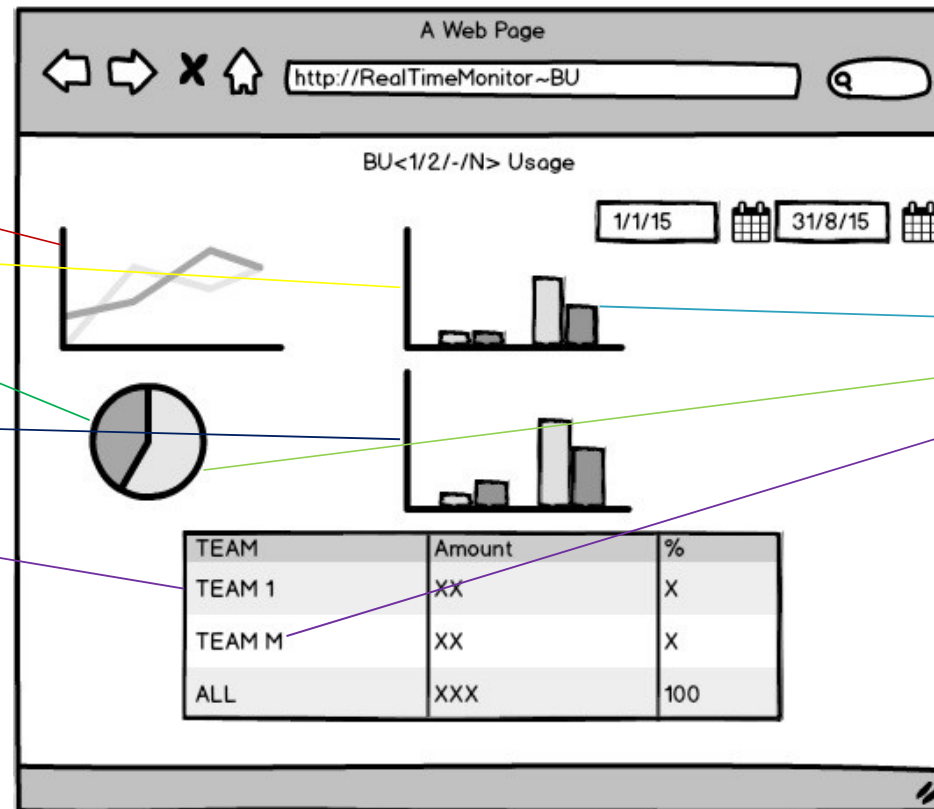 A Web Page
http://RealTimeMonitor~BU
BU<1/2/-/N> Usage
1/1/15 31/8/15
TEAM Amount %
TEAM 1 XX X
TEAM M XX X
ALL XXX 100